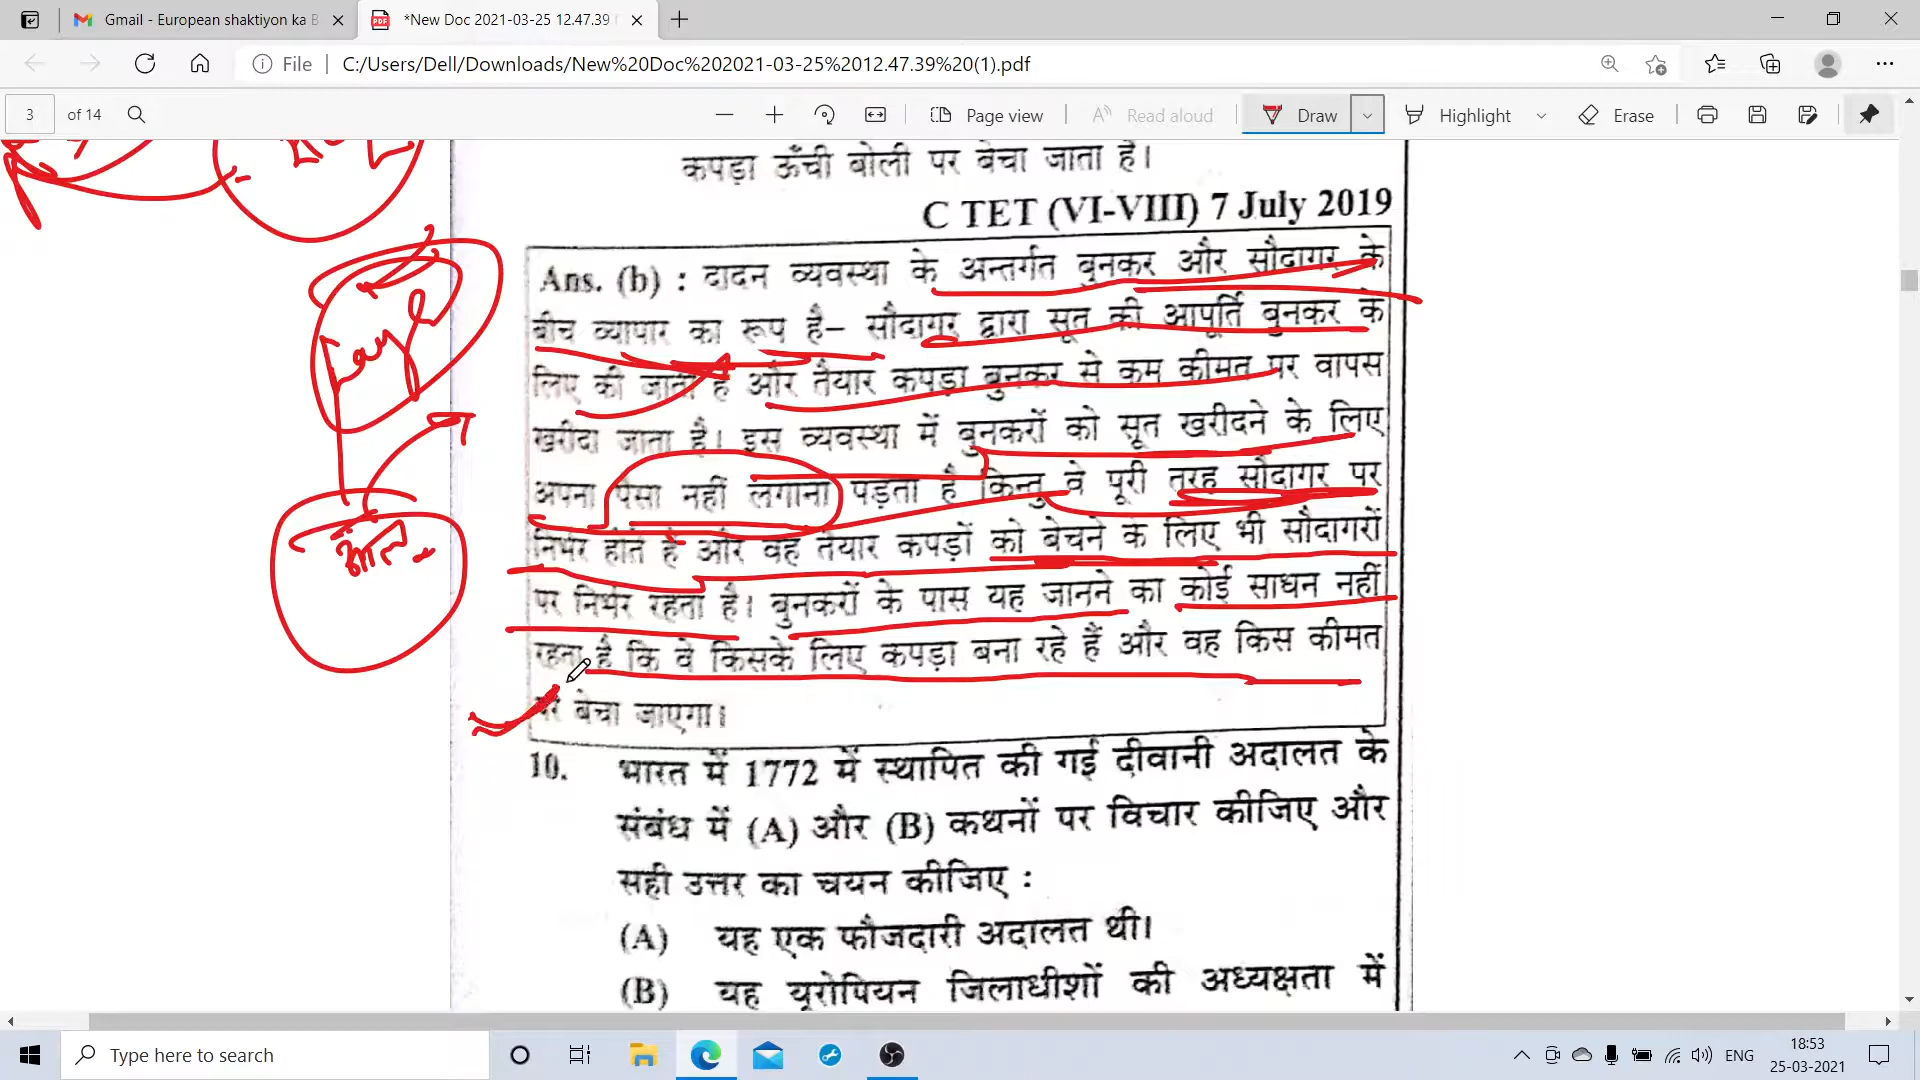 Gmail - European shaktiyon ka B
*New Doc 2021-03-25 12.47.39
File
C:/Users/Dell/Downloads/New%20Doc%202021-03-25%2012.47.39%20(1).pdf
3 of 14
Page view
Read aloud
Draw
Highlight
Erase
कपड़ा ऊँची बोली पर बेचा जाता है।
C TET (VI-VIII) 7 July 2019
Ans. (b) : दादन व्यवस्था के अन्तर्गत बुनकर और सौदागर के
बीच व्यापार का रूप है– सौदागर द्वारा सूत की आपूर्ति बुनकर के
लिए की जाता है और तैयार कपड़ा बुनकर से कम कीमत पर वापस
खरीदा जाता है। इस व्यवस्था में बुनकरों को सूत खरीदने के लिए
अपना पैसा नहीं लगाना पड़ता है किन्तु वे पूरी तरह सौदागर पर
निर्भर होते हैं और वह तैयार कपड़ों को बेचने के लिए भी सौदागरों
पर निर्भर रहता है। बुनकरों के पास यह जानने का कोई साधन नहीं
रहता है कि वे किसके लिए कपड़ा बना रहे हैं और वह किस कीमत
पर बेचा जाएगा।
10. भारत में 1772 में स्थापित की गई दीवानी अदालत के
संबंध में (A) और (B) कथनों पर विचार कीजिए और
सही उत्तर का चयन कीजिए :
(A) यह एक फौजदारी अदालत थी।
(B) यह यूरोपियन जिलाधीशों की अध्यक्षता में
Type here to search
ENG
18:53
25-03-2021